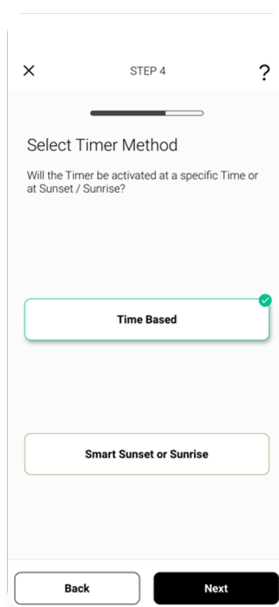 STEP 4
?
Select Timer Method
Will the Timer be activated at a specific Time or
at Sunset / Sunrise?
Time Based
Smart Sunset or Sunrise
Back
Next